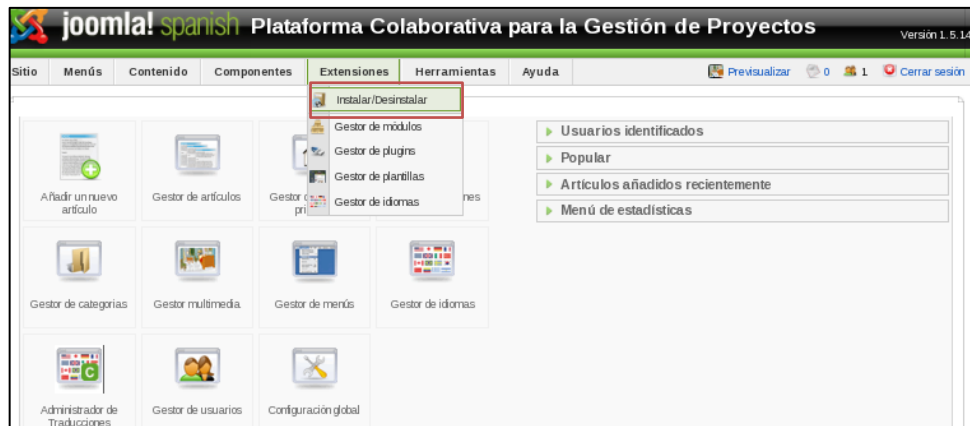 joomla! spanish Plataforma Colaborativa para la Gestión de Proyectos
Versión 1.5.14
Sitio Menús Contenido Componentes Extensiones Herramientas Ayuda Previsualizar 0 1 Cerrar sesión
Instalar/Desinstalar
Gestor de módulos
Gestor de plugins
Gestor de plantillas
Gestor de idiomas
Añadir un nuevo
artículo
Gestor de artículos
Gestor
Usuarios identificados
Popular
Artículos añadidos recientemente
Menú de estadísticas
Gestor de categorias
Gestor multimedia
Gestor de menús
Gestor de idiomas
Administrador de
Traducciones
Gestor de usuarios
Configuración global